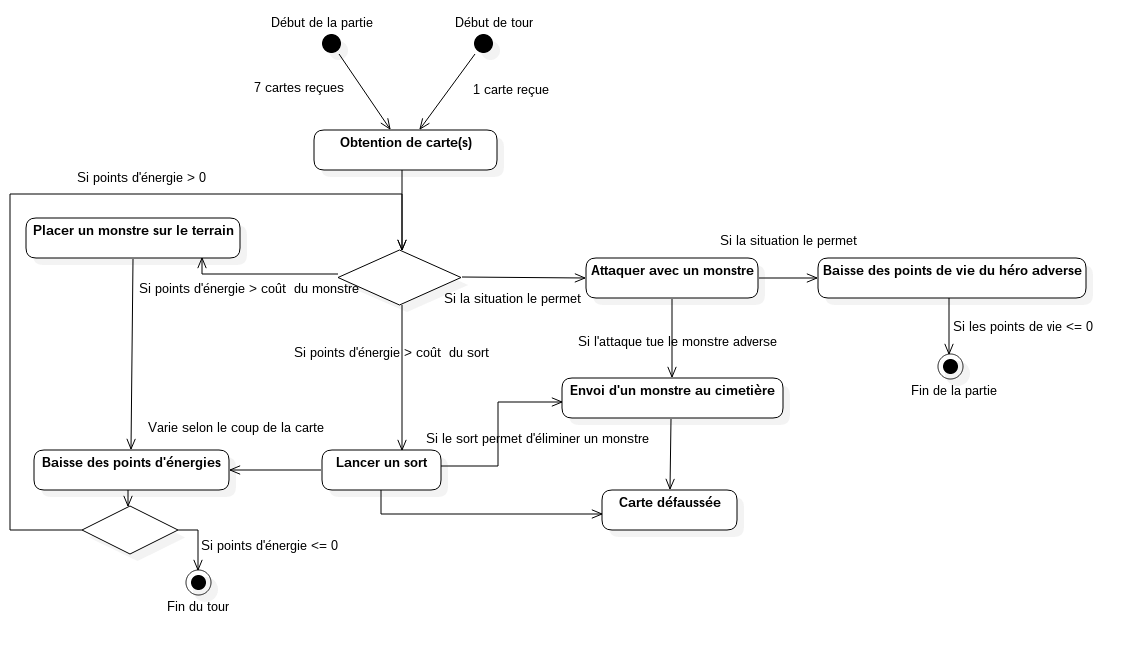 Début de la partie
Début de tour
7 cartes reçues
1 carte reçue
Obtention de carte(s)
Si points d'énergie > 0
Placer un monstre sur le terrain
Si la situation le permet
Attaquer avec un monstre
Baisse des points de vie du héro adverse
Si points d'énergie > coût  du monstre
Si la situation le permet
Si les points de vie <= 0
Si l'attaque tue le monstre adverse
Si points d'énergie > coût  du sort
Fin de la partie
Envoi d'un monstre au cimetière
Varie selon le coup de la carte
Si le sort permet d'éliminer un monstre
Baisse des points d'énergies
Lancer un sort
Carte défaussée
Si points d'énergie <= 0
Fin du tour